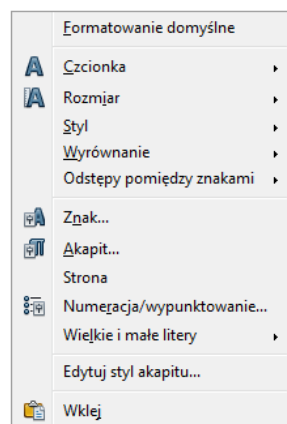 Formatowanie domyślne
Czcionka
Rozmiar
Styl
Wyrównanie
Odstępy pomiędzy znakami
Znak...
Akapit...
Strona
Numeracja/wypunktowanie...
Wielkie i małe litery
Edytuj styl akapitu...
Wklej